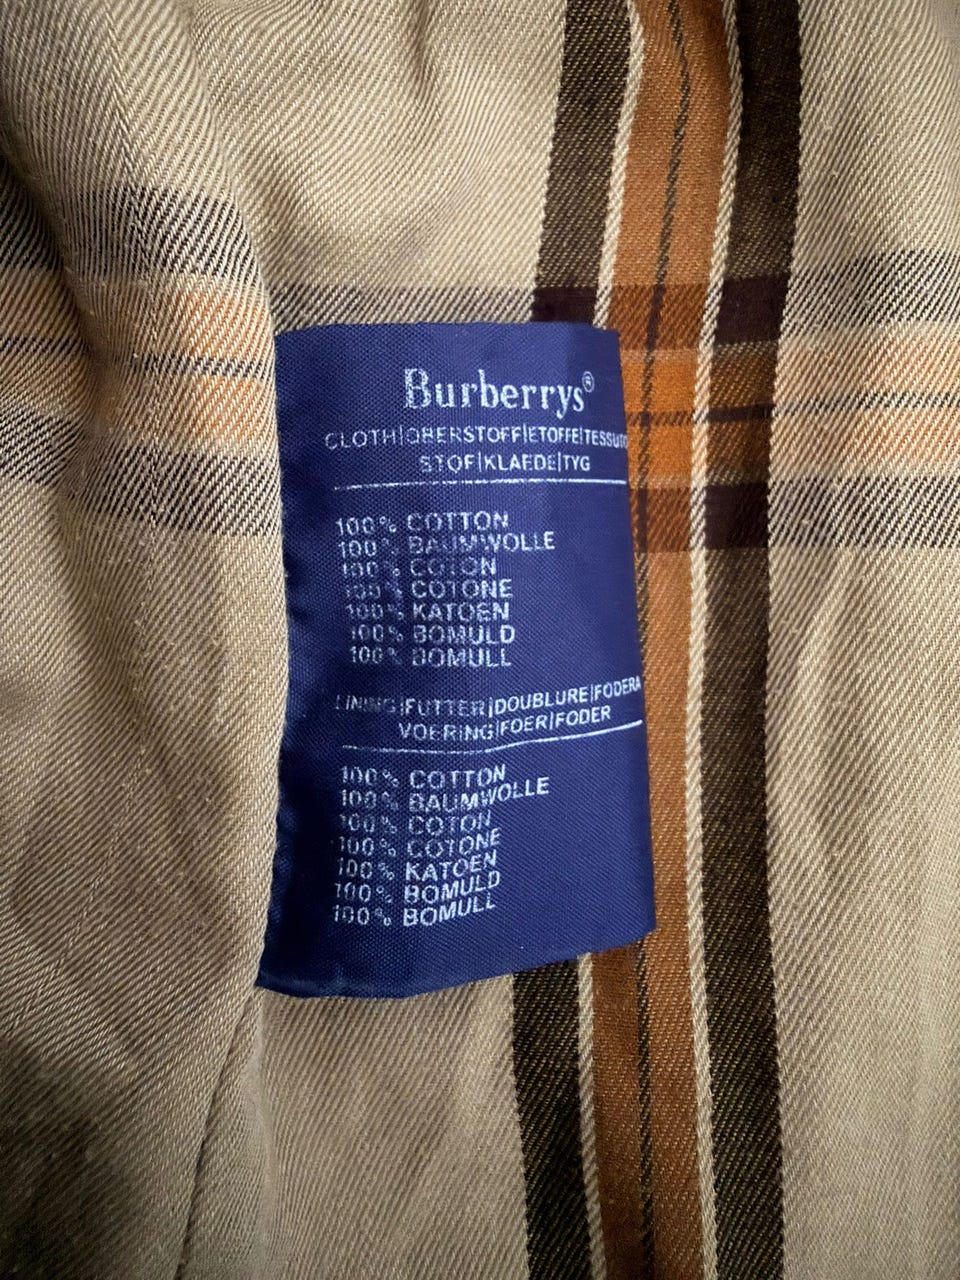 Burberrys®
CLOTH|OBERSTOFF|ETOFFE|TESSUTO
STOF|KLAEDE|TYG
100% COTTON
100% BAUMWOLLE
100% COTON
100% COTONE
100% KATOEN
100% BOMULD
100% BOMULL
LINING|FUTTER|DOUBLURE|FODERA
VOERING|FOER|FODER
100% COTTON
100% BAUMWOLLE
100% COTON
100% COTONE
100% KATOEN
100% BOMULD
100% BOMULL